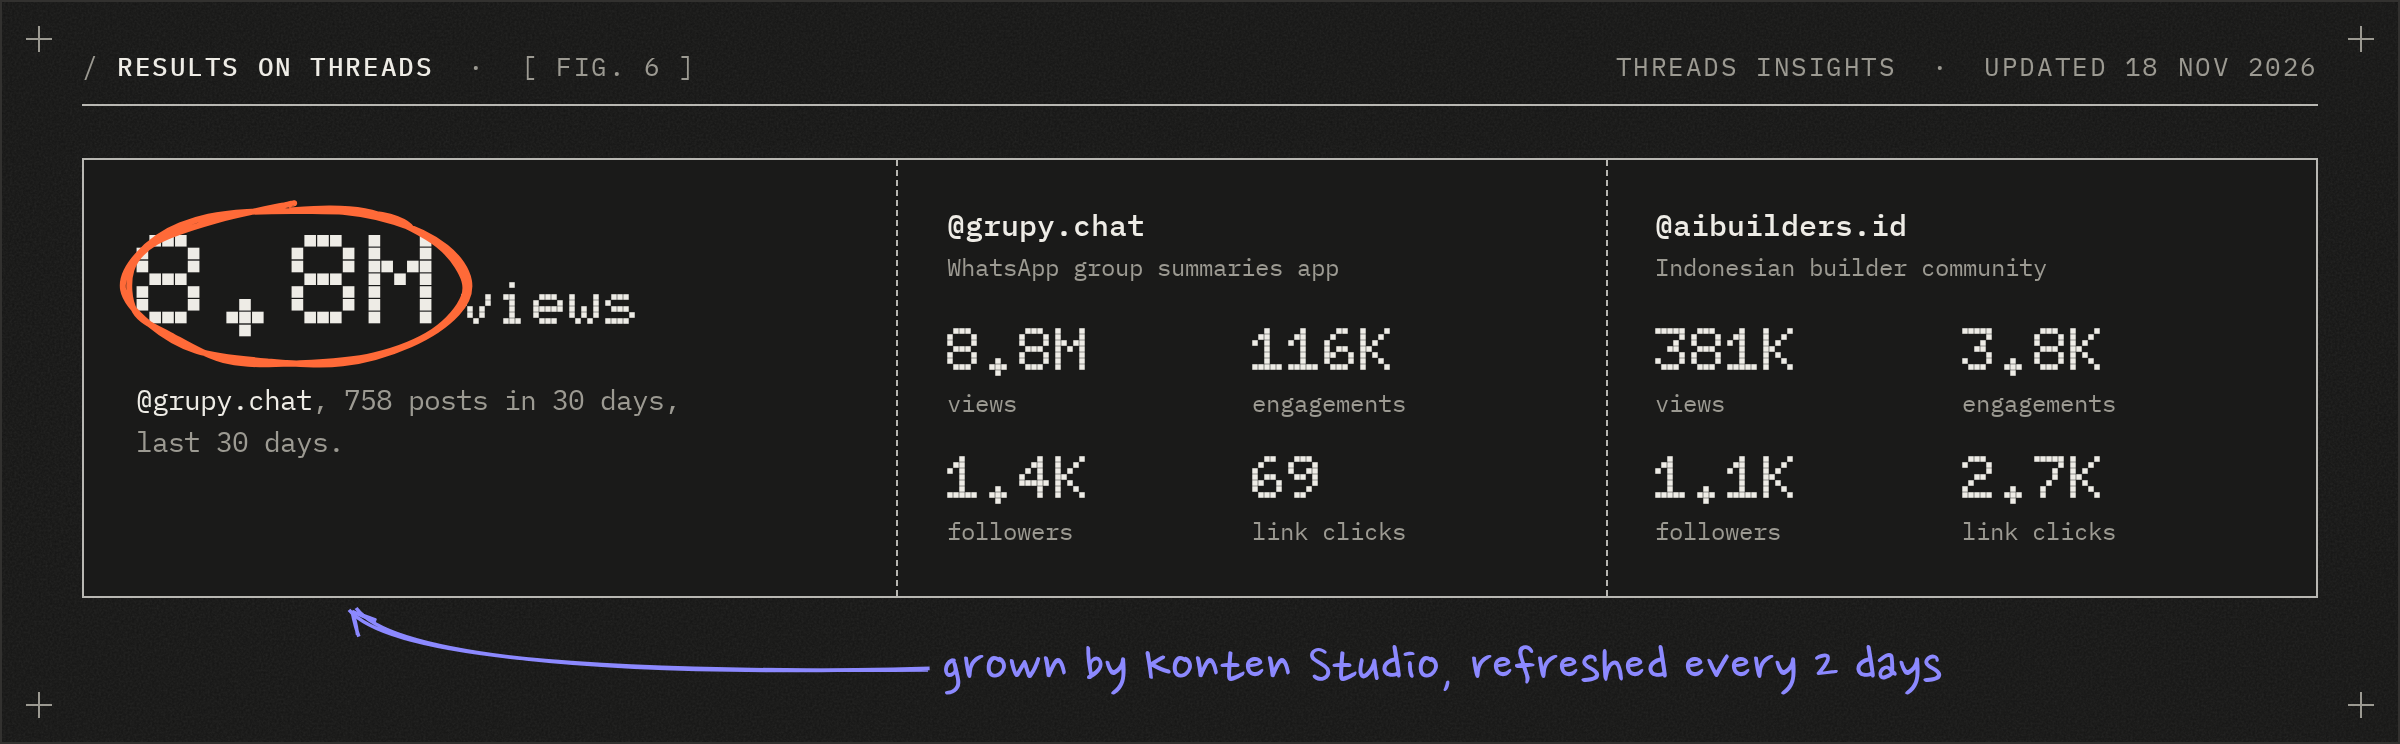 / RESULTS ON THREADS · [ FIG. 6 ]
THREADS INSIGHTS · UPDATED 18 NOV 2026
8.8M views
@grupy.chat, 758 posts in 30 days,
last 30 days.
@grupy.chat
WhatsApp group summaries app
8.8M 116K
views engagements
1.4K 69
followers link clicks
@aibuilders.id
Indonesian builder community
381K 3.8K
views engagements
1.1K 2.7K
followers link clicks
grown by Konten Studio, refreshed every 2 days